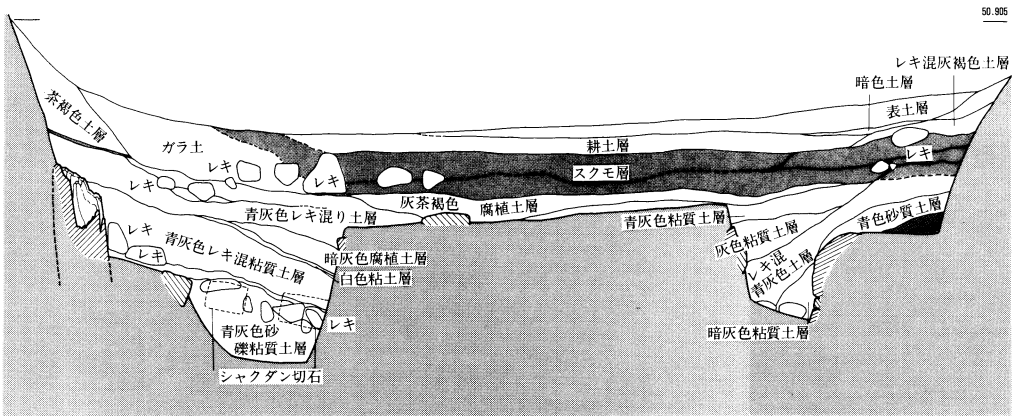 50.905
レキ混灰褐色土層
暗色土層
表土層
茶褐色土層
ガラ土
耕土層
レキ
レキ
レキ
スクモ層
レキ
灰茶褐色
腐植土層
青灰色レキ混り土層
青灰色粘質土層
青色砂質土層
灰色粘質土層
レキ
青灰色レキ混粘質土層
レキ
暗灰色腐植土層
白色粘土層
レキ混
青灰色土層
レキ
青灰色砂
礫粘質土層
暗灰色粘質土層
シャクダン切石